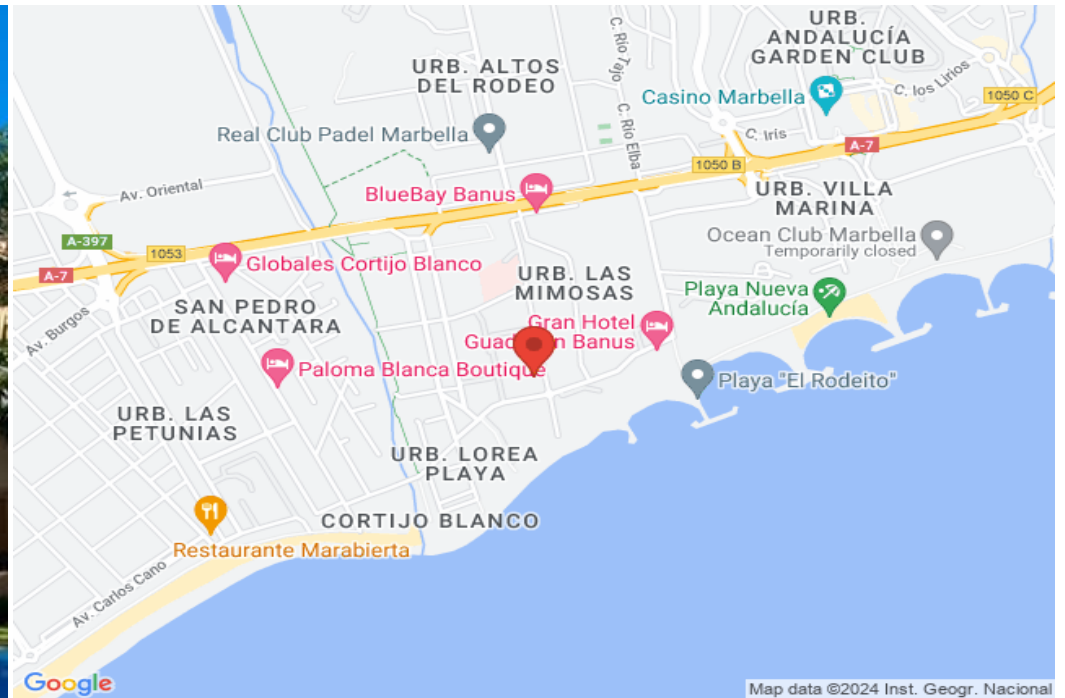 URB.
ANDALUCÍA
GARDEN CLUB
C. Río Tajo
URB. ALTOS
DEL RODEO
Casino Marbella
C. los Lirios
1050 C
C. Río Elba
Real Club Padel Marbella
C. Iris
A-7
1050 B
Av. Oriental
BlueBay Banus
URB. VILLA
MARINA
A-397
1053
Ocean Club Marbella
Temporarily closed
A-7
Globales Cortijo Blanco
URB. LAS
MIMOSAS
Playa Nueva
Andalucía
SAN PEDRO
DE ALCANTARA
Av. Burgos
Gran Hotel
Banus
Paloma Blanca Boutique
Playa "El Rodeito"
URB. LAS
PETUNIAS
URB. LOREA
PLAYA
CORTIJO BLANCO
Restaurante Marabierta
Av. Carlos Cano
Google
Map data ©2024 Inst. Geogr. Nacional